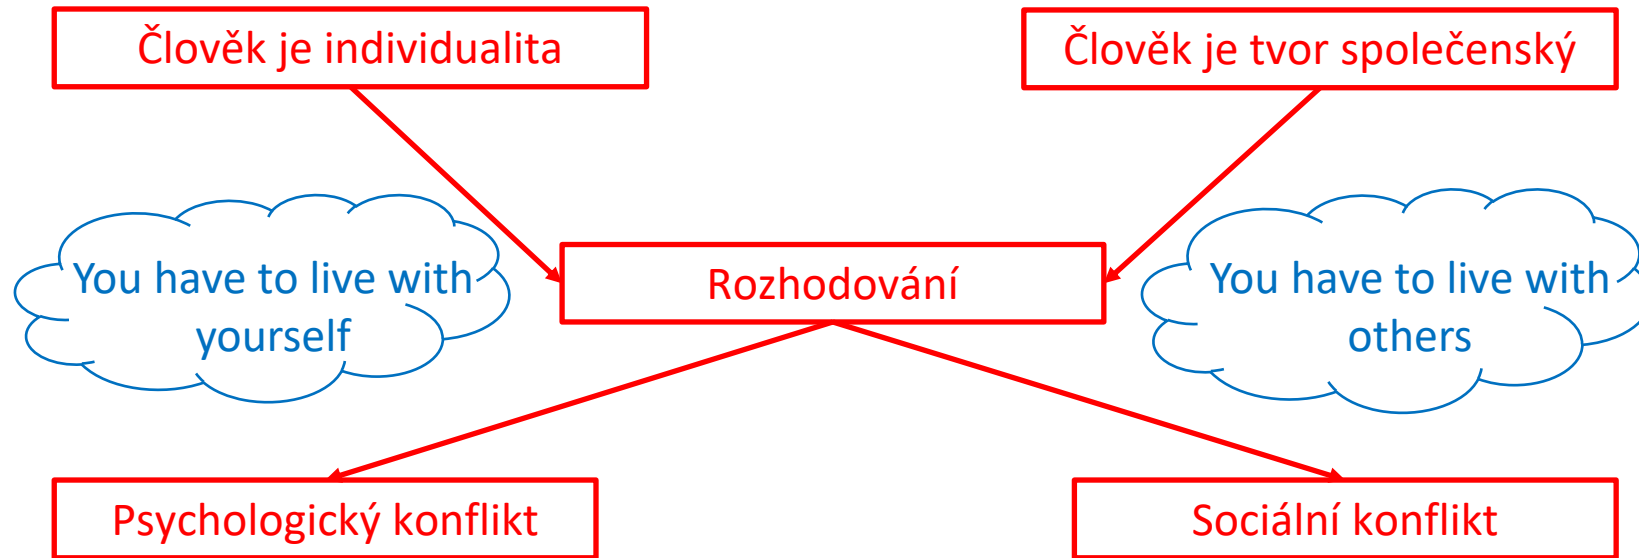 Člověk je individualita
Člověk je tvor společenský
You have to live with
yourself
Rozhodování
You have to live with
others
Psychologický konflikt
Sociální konflikt